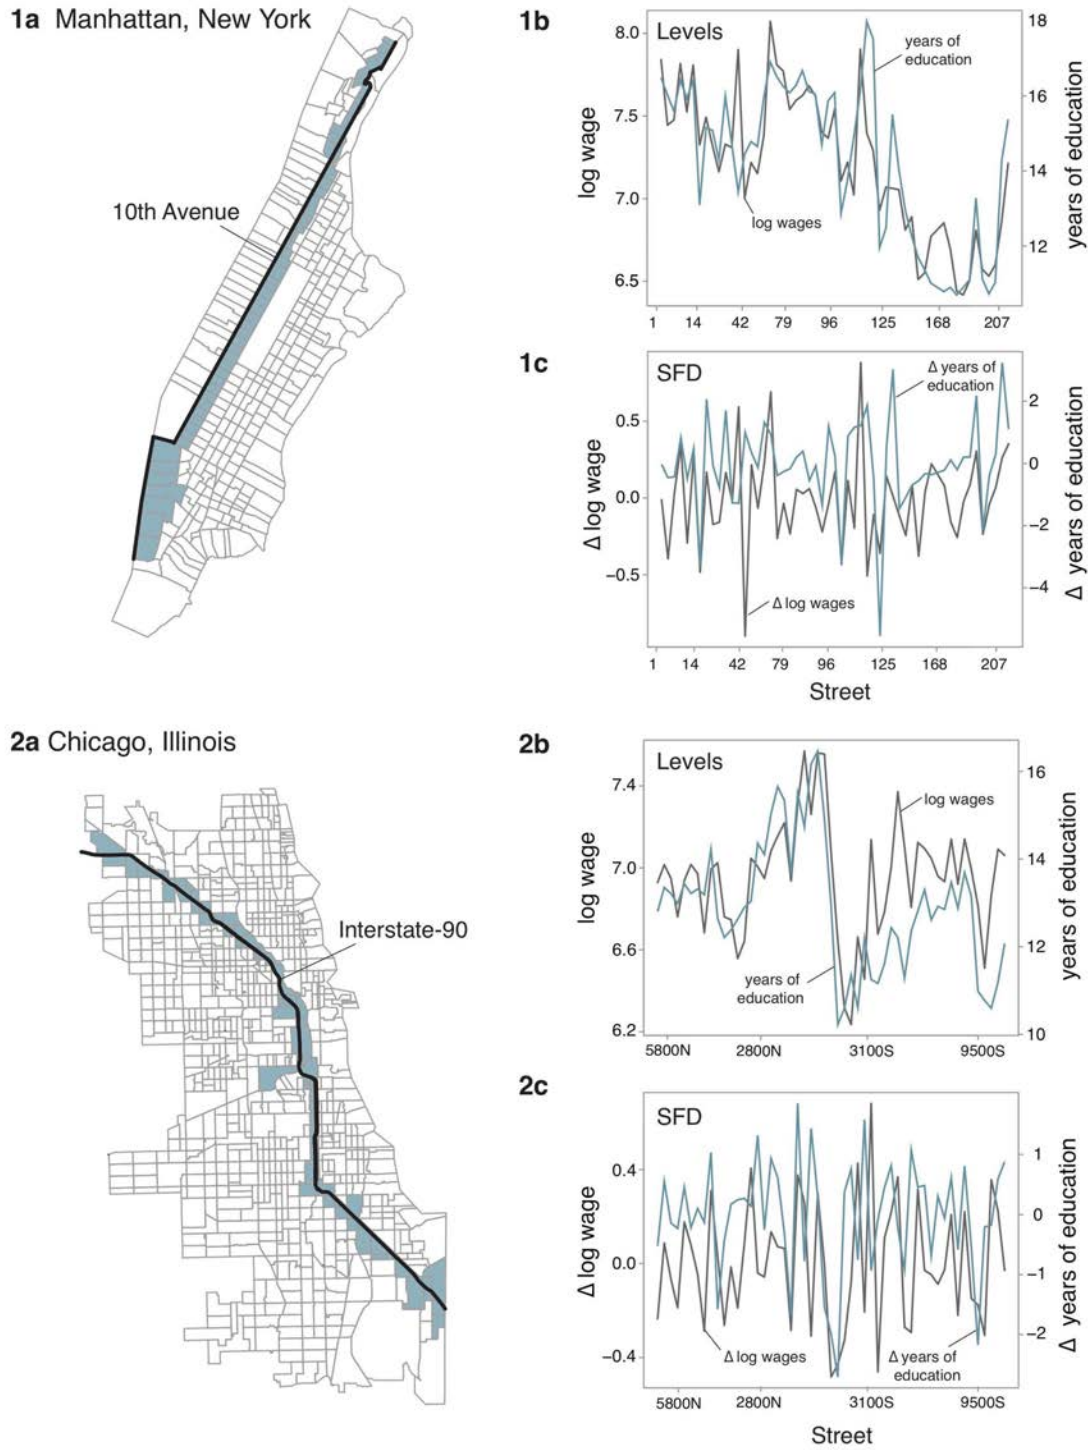 1a Manhattan, New York
10th Avenue
1b
Levels
years of
education
log wages
log wage
8.0
7.5
7.0
6.5
18
16
14
12
years of education
1 14 42 79 96 125 168 207
1c
SFD
Δ years of
education
Δ log wages
Δ log wage
0.5
0.0
−0.5
2
0
−2
−4
Δ years of education
1 14 42 79 96 125 168 207
Street
2a Chicago, Illinois
Interstate-90
2b
Levels
log wages
years of
education
log wage
7.4
7.0
6.6
6.2
16
14
12
10
years of education
5800N 2800N 3100S 9500S
2c
SFD
Δ log wages
Δ years of
education
Δ log wage
0.4
0.0
−0.4
1
0
−1
−2
Δ years of education
5800N 2800N 3100S 9500S
Street